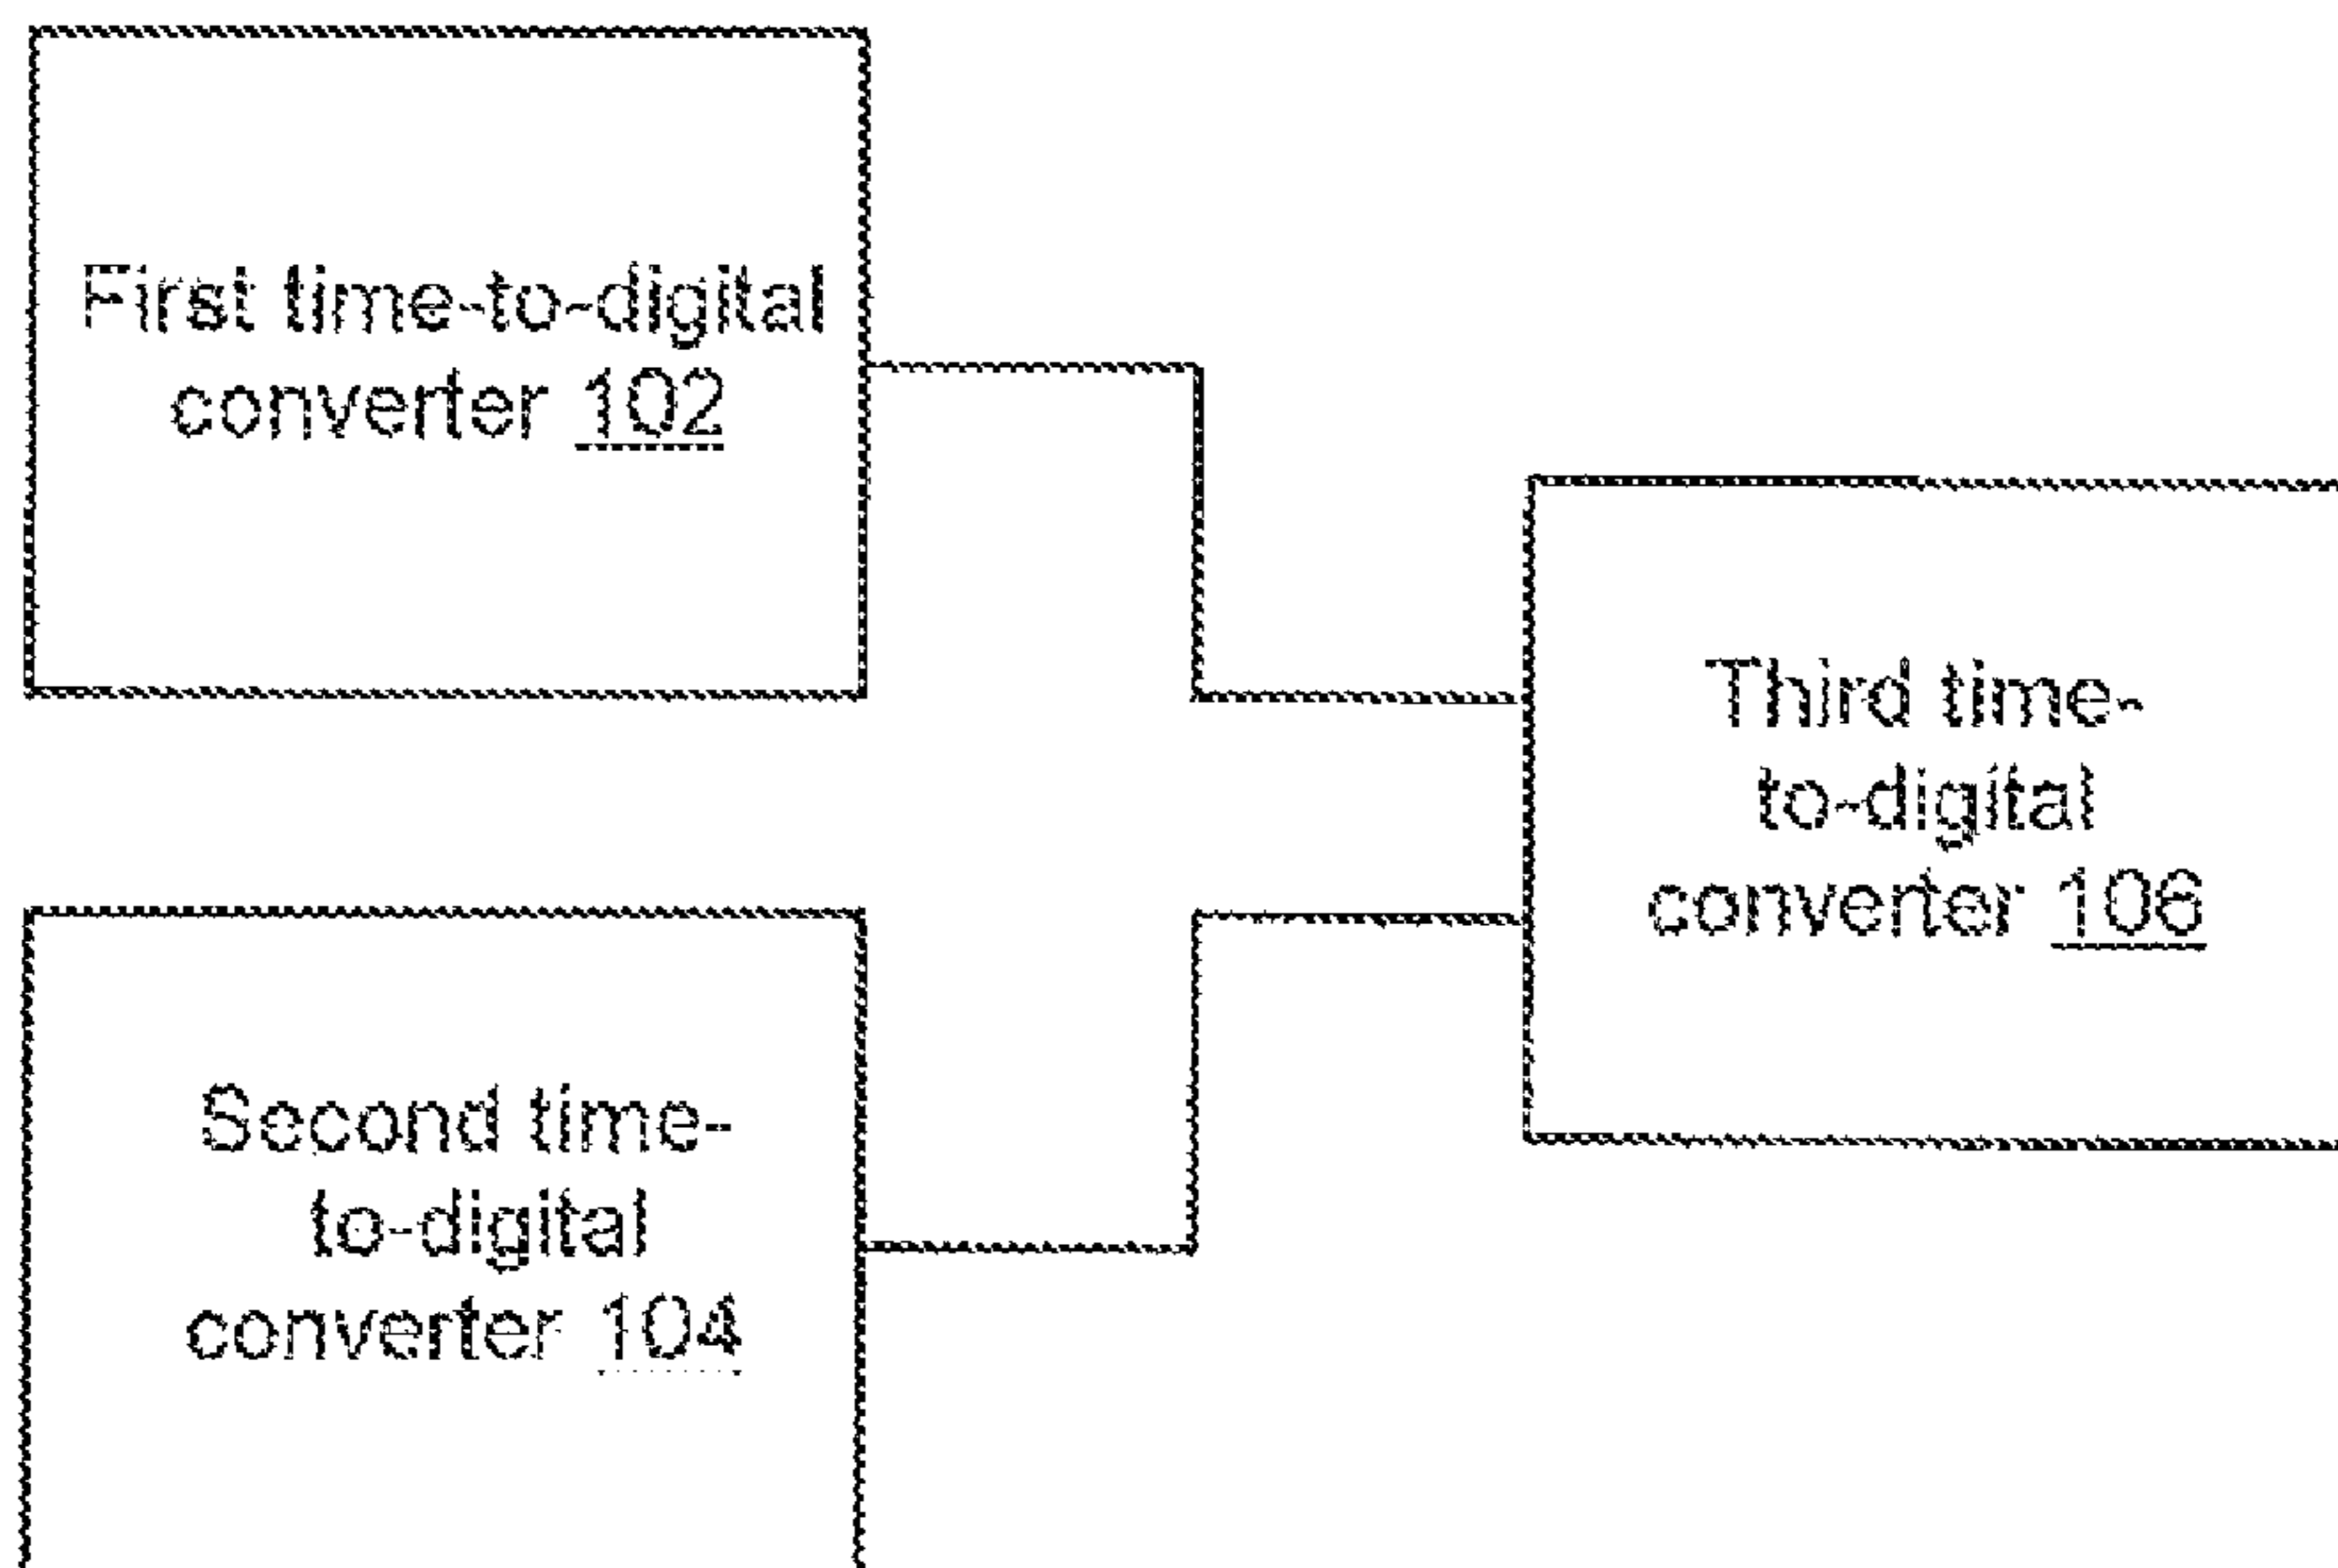 First time-to-digital
converter 102
Third time-
to-digital
converter 106
Second time-
to-digital
converter 104